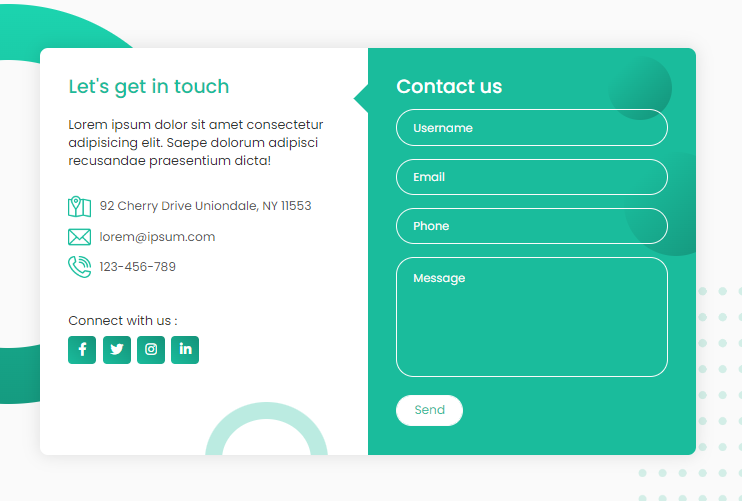 Let's get in touch
Lorem ipsum dolor sit amet consectetur
adipisicing elit. Saepe dolorum adipisci
recusandae praesentium dicta!
92 Cherry Drive Uniondale, NY 11553
lorem@ipsum.com
123-456-789
Connect with us :
Contact us
Username
Email
Phone
Message
Send